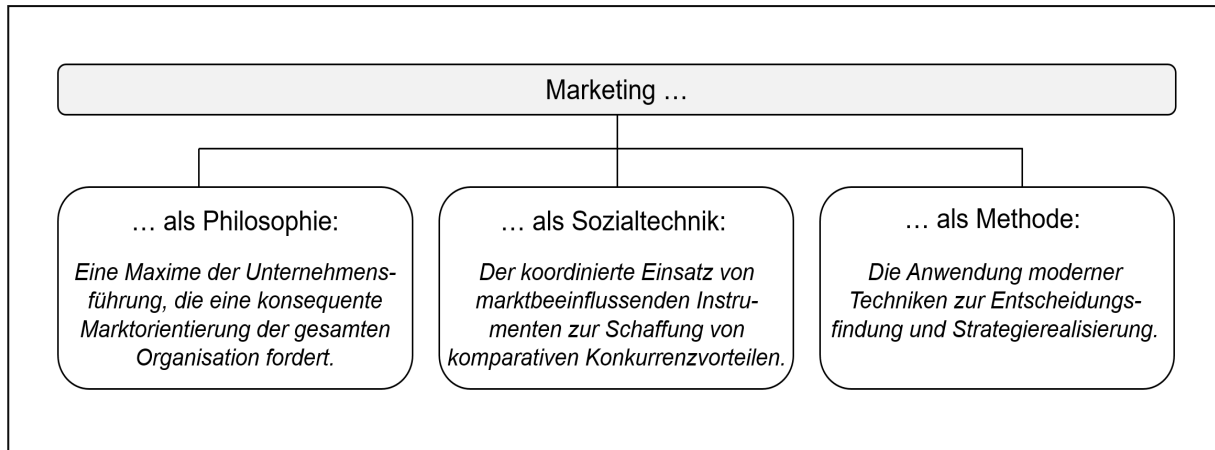 Marketing …
… als Philosophie:
Eine Maxime der Unternehmens-
führung, die eine konsequente
Marktorientierung der gesamten
Organisation fordert.
… als Sozialtechnik:
Der koordinierte Einsatz von
marktbeeinflussenden Instru-
menten zur Schaffung von
komparativen Konkurrenzvorteilen.
… als Methode:
Die Anwendung moderner
Techniken zur Entscheidungs-
findung und Strategierealisierung.